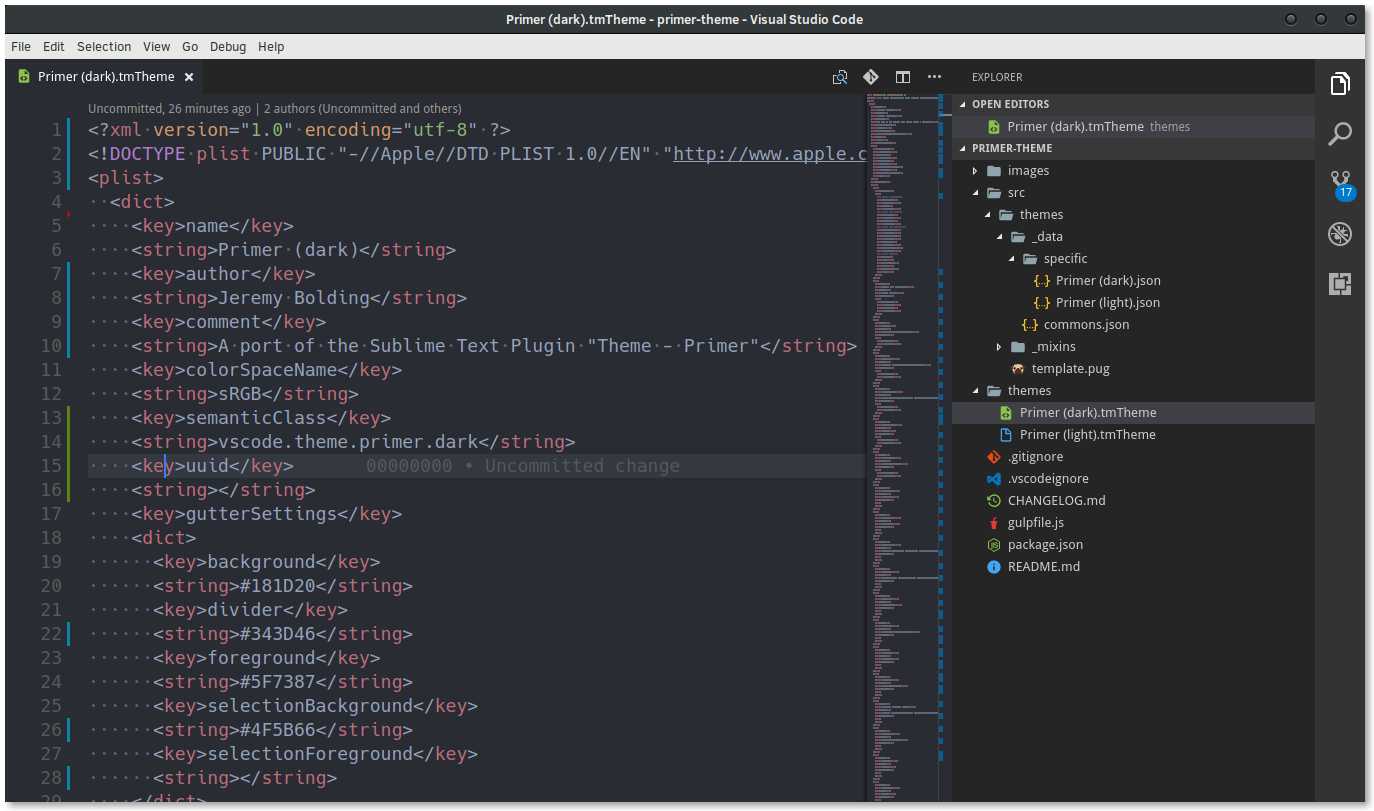 Primer (dark).tmTheme - primer-theme - Visual Studio Code
File Edit Selection View Go Debug Help
Primer (dark).tmTheme ×
Uncommitted, 26 minutes ago | 2 authors (Uncommitted and others)
1 <?xml version="1.0" encoding="utf-8" ?>
2 <!DOCTYPE plist PUBLIC "-//Apple//DTD PLIST 1.0//EN" "http://www.apple.c
3 <plist>
4 <dict>
5 <key>name</key>
6 <string>Primer (dark)</string>
7 <key>author</key>
8 <string>Jeremy Bolding</string>
9 <key>comment</key>
10 <string>A port of the Sublime Text Plugin "Theme - Primer"</string>
11 <key>colorSpaceName</key>
12 <string>sRGB</string>
13 <key>semanticClass</key>
14 <string>vscode.theme.primer.dark</string>
15 <key>uuid</key> 00000000 • Uncommitted change
16 <string></string>
17 <key>gutterSettings</key>
18 <dict>
19 <key>background</key>
20 <string>#181D20</string>
21 <key>divider</key>
22 <string>#343D46</string>
23 <key>foreground</key>
24 <string>#5F7387</string>
25 <key>selectionBackground</key>
26 <string>#4F5B66</string>
27 <key>selectionForeground</key>
28 <string></string>
29 </dict>
EXPLORER
OPEN EDITORS
Primer (dark).tmTheme themes
PRIMER-THEME
images
src
themes
_data
specific
{..} Primer (dark).json
{..} Primer (light).json
{..} commons.json
_mixins
template.pug
themes
Primer (dark).tmTheme
Primer (light).tmTheme
.gitignore
.vscodeignore
CHANGELOG.md
gulpfile.js
package.json
README.md
17